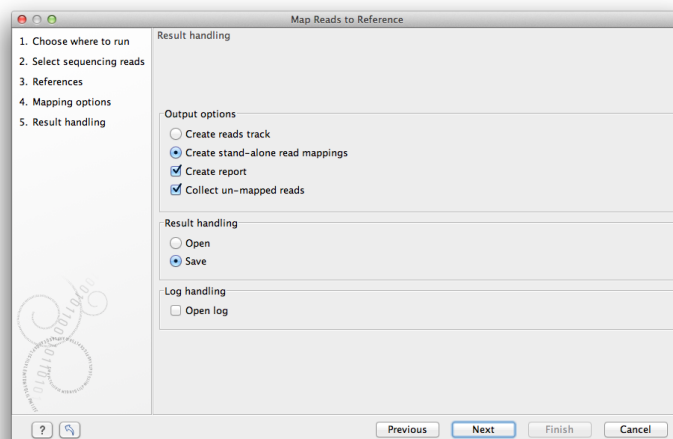 Map Reads to Reference
1. Choose where to run
2. Select sequencing reads
3. References
4. Mapping options
5. Result handling
Result handling
Output options
Create reads track
Create stand-alone read mappings
Create report
Collect un-mapped reads
Result handling
Open
Save
Log handling
Open log
?
Previous
Next
Finish
Cancel